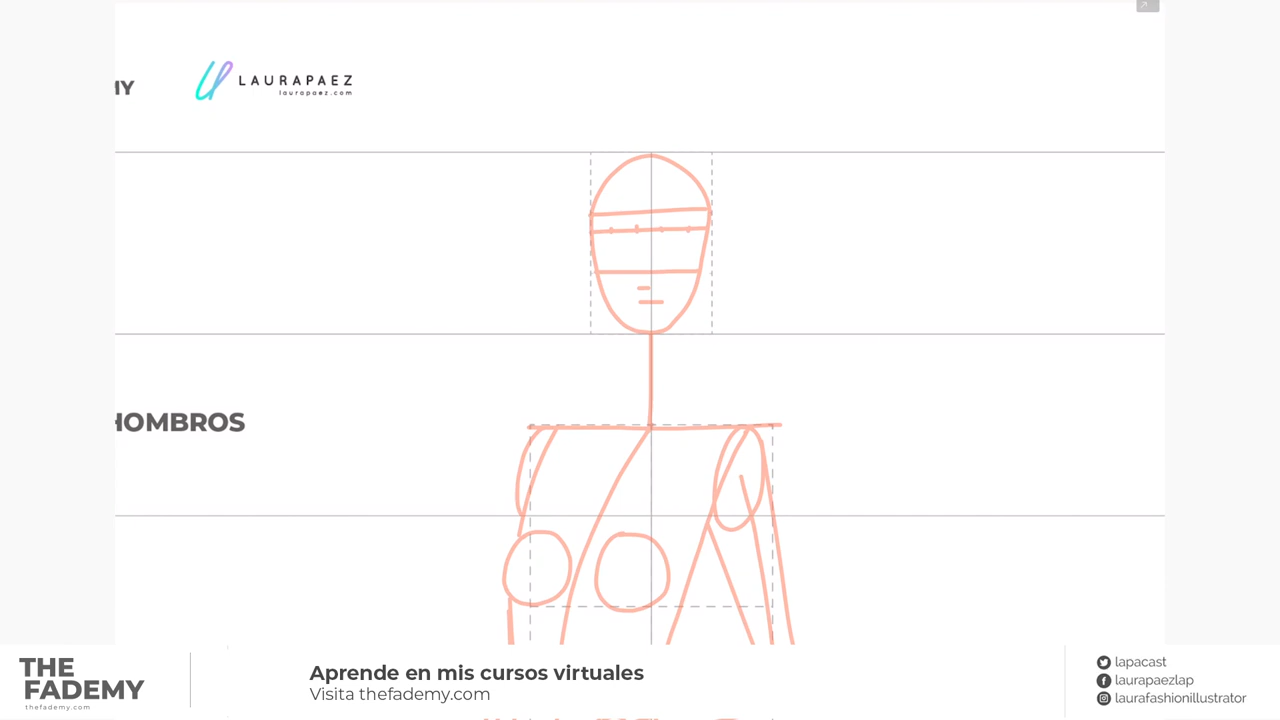 MY
LAURAPAEZ
laurapaez.com
HOMBROS
THE
FADEMY
thefademy.com
Aprende en mis cursos virtuales
Visita thefademy.com
lapacast
laurapaezlap
laurafashionillustrator